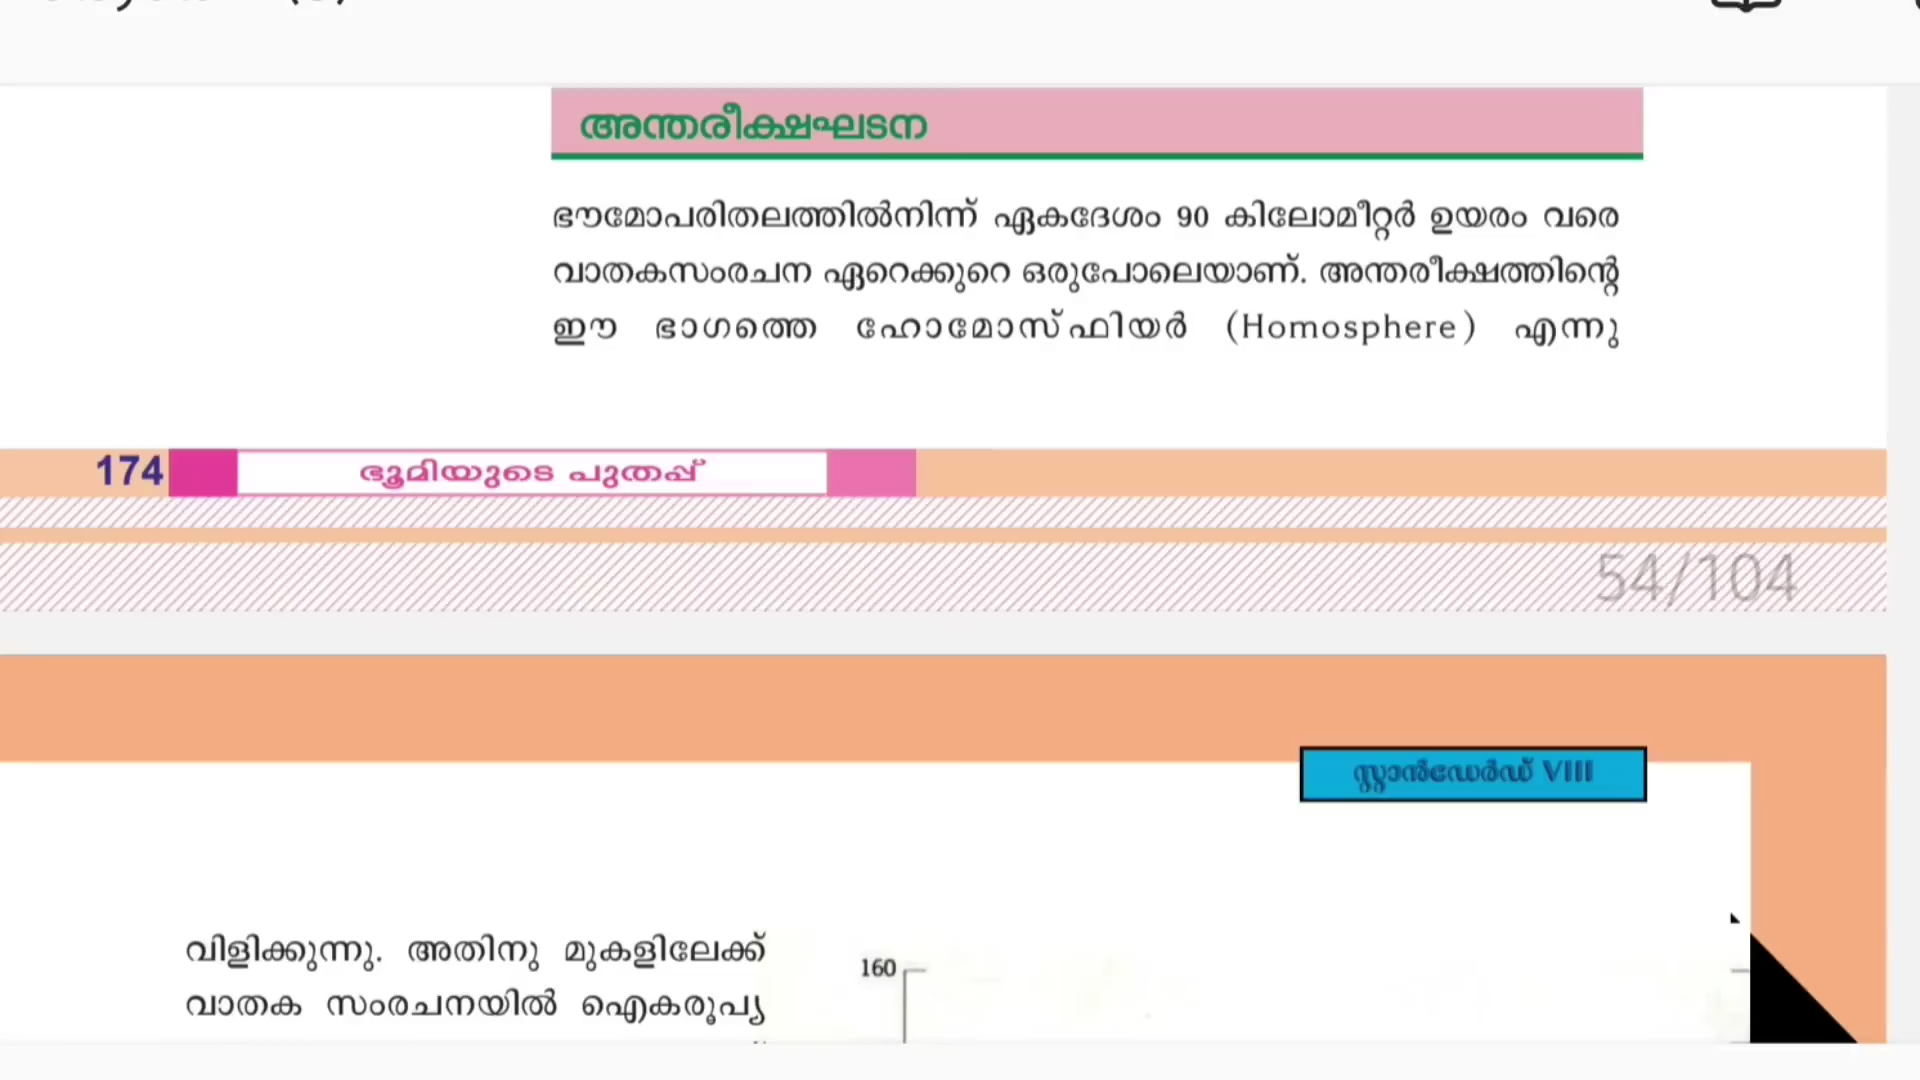 അന്തരീക്ഷഘടന
ഭൗമോപരിതലത്തിൽനിന്ന് ഏകദേശം 90 കിലോമീറ്റർ ഉയരം വരെ
വാതകസംരചന ഏറെക്കുറെ ഒരുപോലെയാണ്. അന്തരീക്ഷത്തിന്റെ
ഈ ഭാഗത്തെ ഹോമോസ്ഫിയർ (Homosphere) എന്നു
174 ഭൂമിയുടെ പുതപ്പ്
54/104
സ്റ്റാൻഡേർഡ് VIII
വിളിക്കുന്നു. അതിനു മുകളിലേക്ക്
വാതക സംരചനയിൽ ഐകരൂപ്യ
160